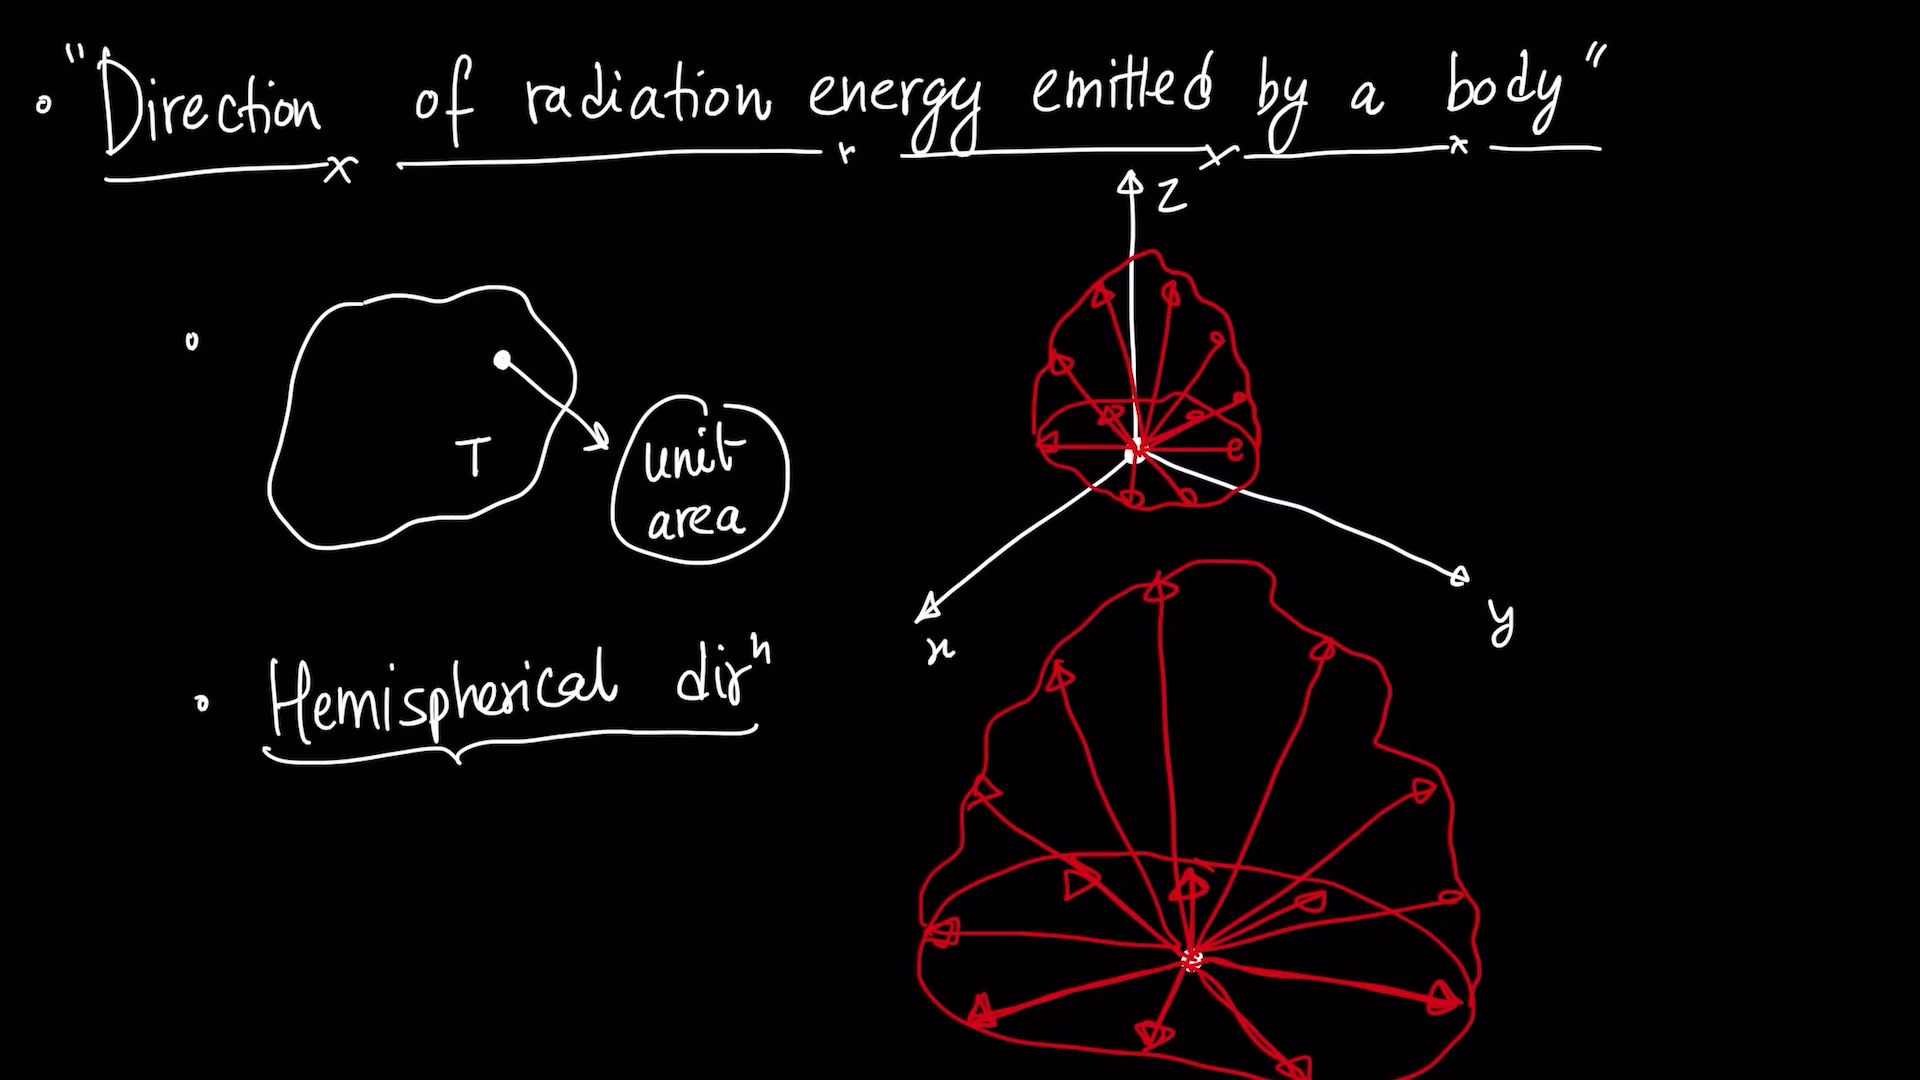 "Direction of radiation energy emitted by a body"
Z
T
unit
area
x
y
Hemispherical dirⁿ